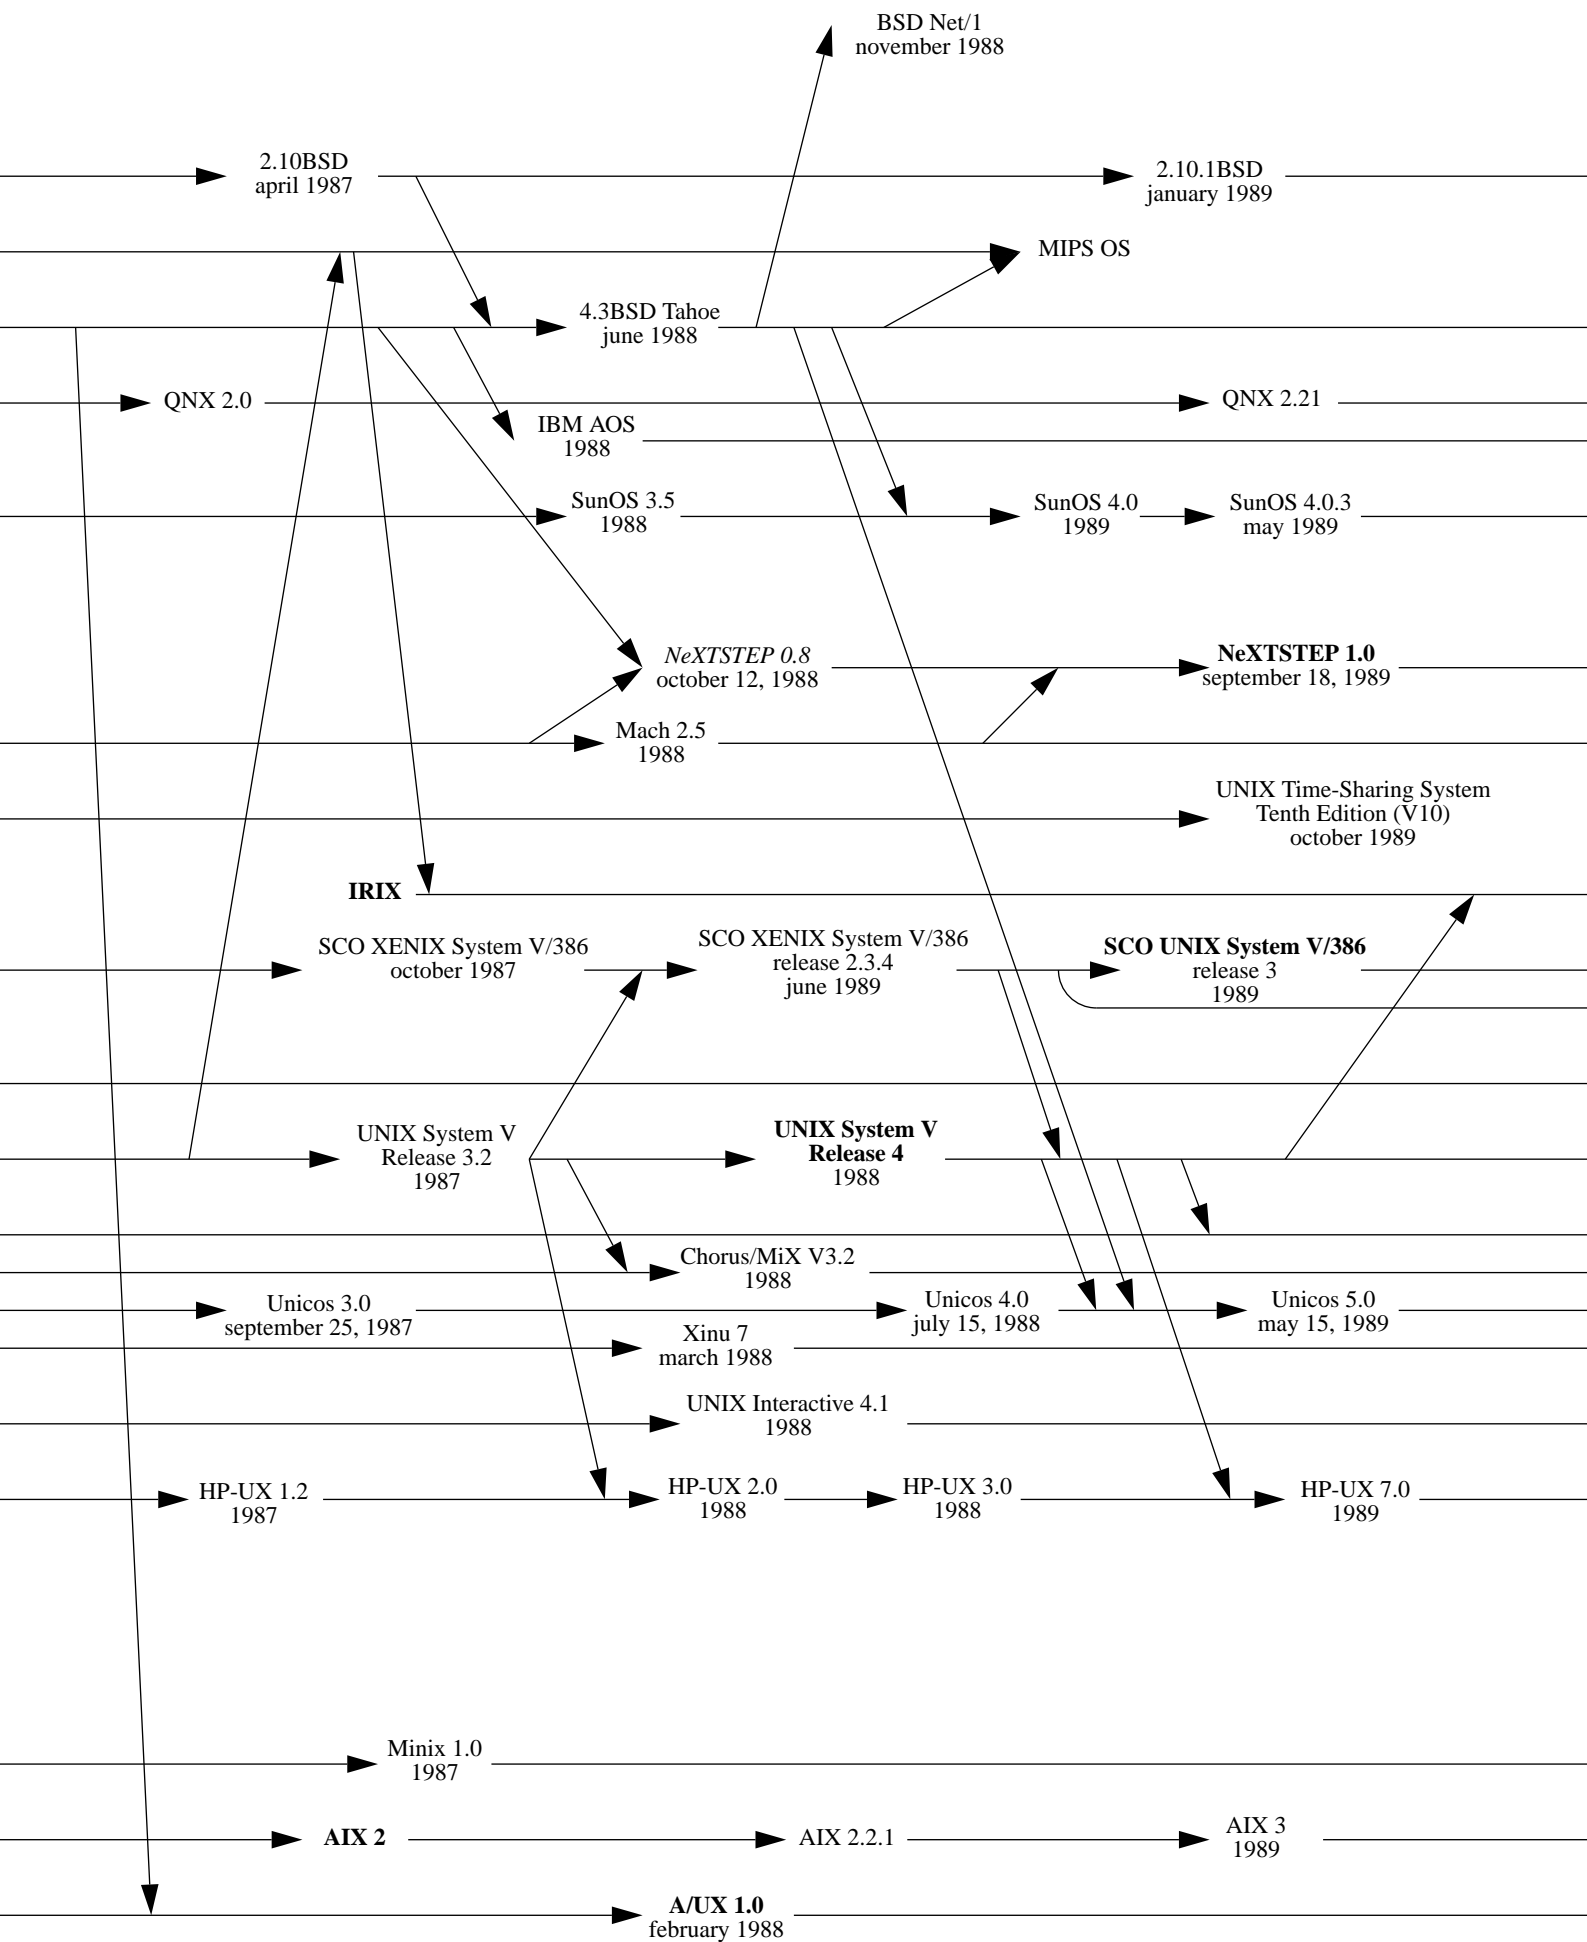 BSD Net/1
november 1988
2.10BSD
april 1987
2.10.1BSD
january 1989
MIPS OS
4.3BSD Tahoe
june 1988
QNX 2.0
QNX 2.21
IBM AOS
1988
SunOS 3.5
1988
SunOS 4.0
1989
SunOS 4.0.3
may 1989
NeXTSTEP 0.8
october 12, 1988
NeXTSTEP 1.0
september 18, 1989
Mach 2.5
1988
UNIX Time-Sharing System
Tenth Edition (V10)
october 1989
IRIX
SCO XENIX System V/386
october 1987
SCO XENIX System V/386
release 2.3.4
june 1989
SCO UNIX System V/386
release 3
1989
UNIX System V
Release 3.2
1987
UNIX System V
Release 4
1988
Chorus/MiX V3.2
1988
Unicos 3.0
september 25, 1987
Unicos 4.0
july 15, 1988
Unicos 5.0
may 15, 1989
Xinu 7
march 1988
UNIX Interactive 4.1
1988
HP-UX 1.2
1987
HP-UX 2.0
1988
HP-UX 3.0
1988
HP-UX 7.0
1989
Minix 1.0
1987
AIX 2
AIX 2.2.1
AIX 3
1989
A/UX 1.0
february 1988